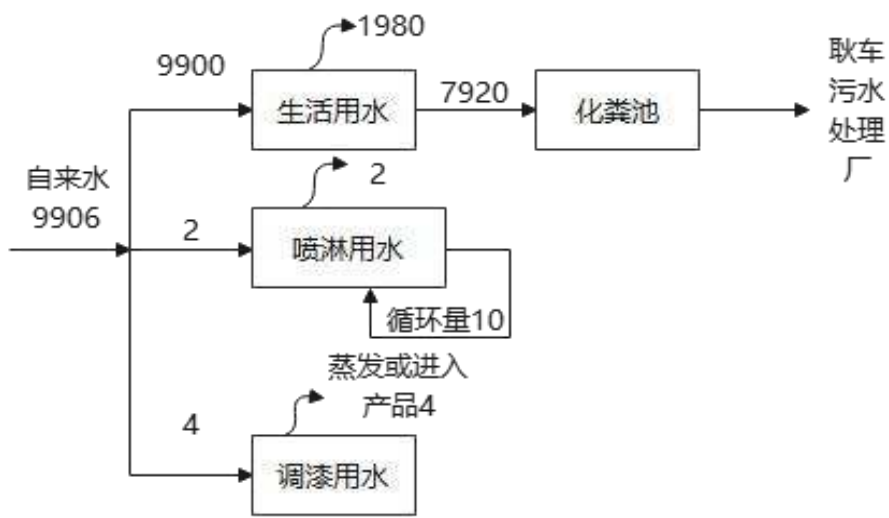 1980
9900
生活用水
7920
化粪池
耿车
污水
处理
厂
自来水
9906
2
2
喷淋用水
循环量10
蒸发或进入
产品4
4
调漆用水